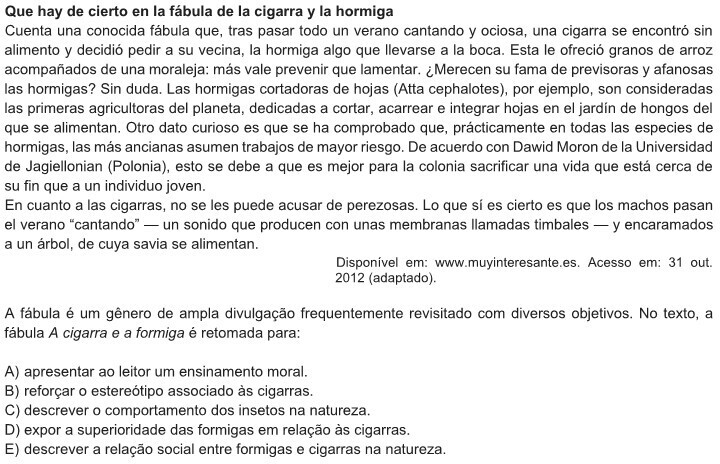 Que hay de cierto en la fábula de la cigarra y la hormiga
Cuenta una conocida fábula que, tras pasar todo un verano cantando y ociosa, una cigarra se encontró sin
alimento y decidió pedir a su vecina, la hormiga algo que llevarse a la boca. Esta le ofreció granos de arroz
acompañados de una moraleja: más vale prevenir que lamentar. ¿Merecen su fama de previsoras y afanosas
las hormigas? Sin duda. Las hormigas cortadoras de hojas (Atta cephalotes), por ejemplo, son consideradas
las primeras agricultoras del planeta, dedicadas a cortar, acarrear e integrar hojas en el jardín de hongos del
que se alimentan. Otro dato curioso es que se ha comprobado que, prácticamente en todas las especies de
hormigas, las más ancianas asumen trabajos de mayor riesgo. De acuerdo con Dawid Moron de la Universidad
de Jagiellonian (Polonia), esto se debe a que es mejor para la colonia sacrificar una vida que está cerca de
su fin que a un individuo joven.
En cuanto a las cigarras, no se les puede acusar de perezosas. Lo que sí es cierto es que los machos pasan
el verano “cantando” — un sonido que producen con unas membranas llamadas timbales — y encaramados
a un árbol, de cuya savia se alimentan.
Disponível em: www.muyinteresante.es. Acesso em: 31 out.
2012 (adaptado).
A fábula é um gênero de ampla divulgação frequentemente revisitado com diversos objetivos. No texto, a
fábula A cigarra e a formiga é retomada para:
A) apresentar ao leitor um ensinamento moral.
B) reforçar o estereótipo associado às cigarras.
C) descrever o comportamento dos insetos na natureza.
D) expor a superioridade das formigas em relação às cigarras.
E) descrever a relação social entre formigas e cigarras na natureza.